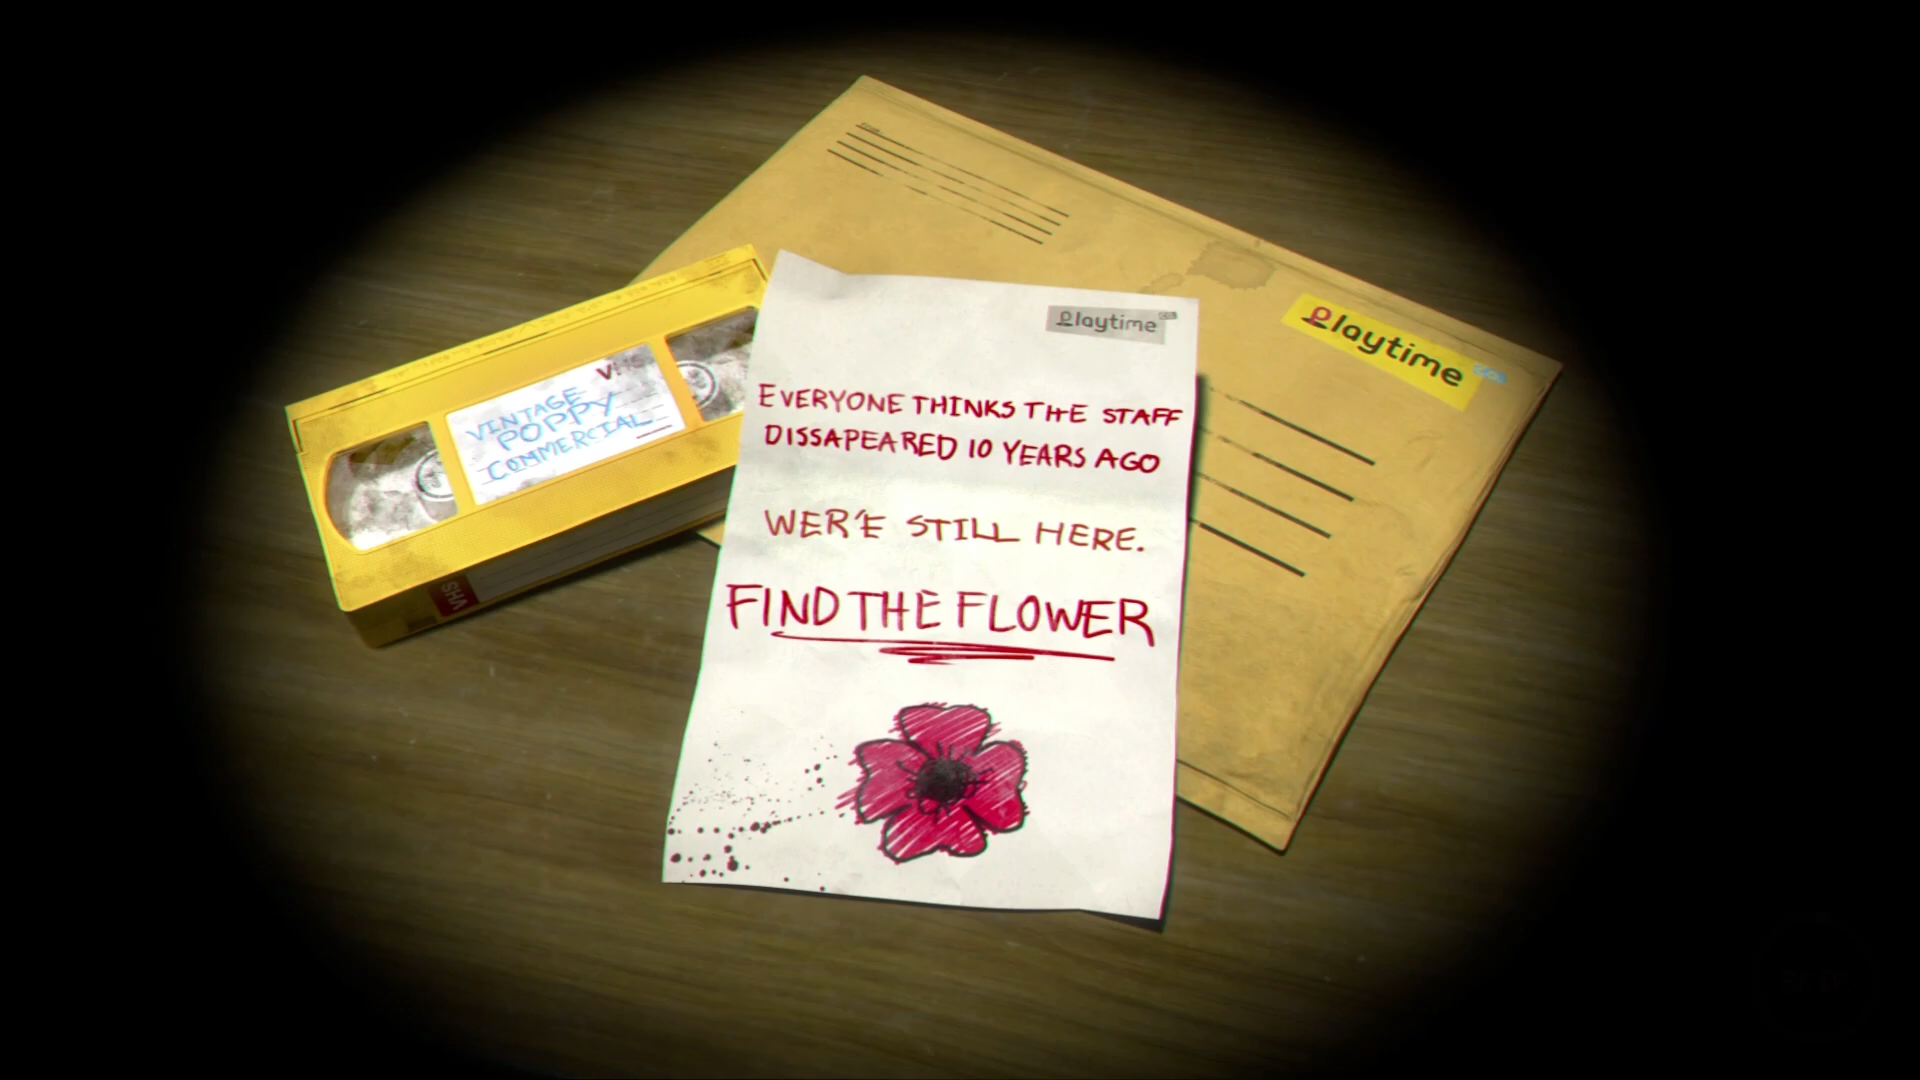 Playtime
Playtime
CO.
VINTAGE
POPPY
COMMERCIAL
VHS
EVERYONE THINKS THE STAFF
DISSAPEARED 10 YEARS AGO
WER'E STILL HERE.
FIND THE FLOWER